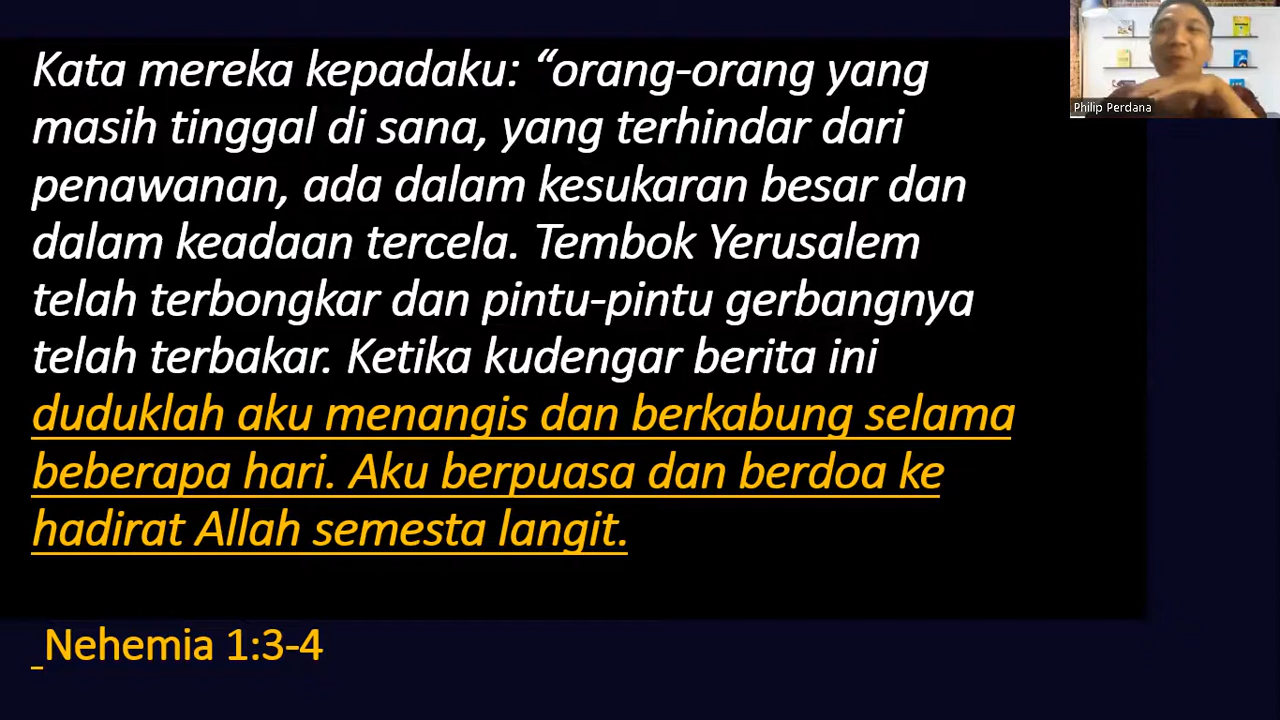 Kata mereka kepadaku: “orang-orang yang
masih tinggal di sana, yang terhindar dari
penawanan, ada dalam kesukaran besar dan
dalam keadaan tercela. Tembok Yerusalem
telah terbongkar dan pintu-pintu gerbangnya
telah terbakar. Ketika kudengar berita ini
duduklah aku menangis dan berkabung selama
beberapa hari. Aku berpuasa dan berdoa ke
hadirat Allah semesta langit.
_Nehemia 1:3-4
Philip Perdana